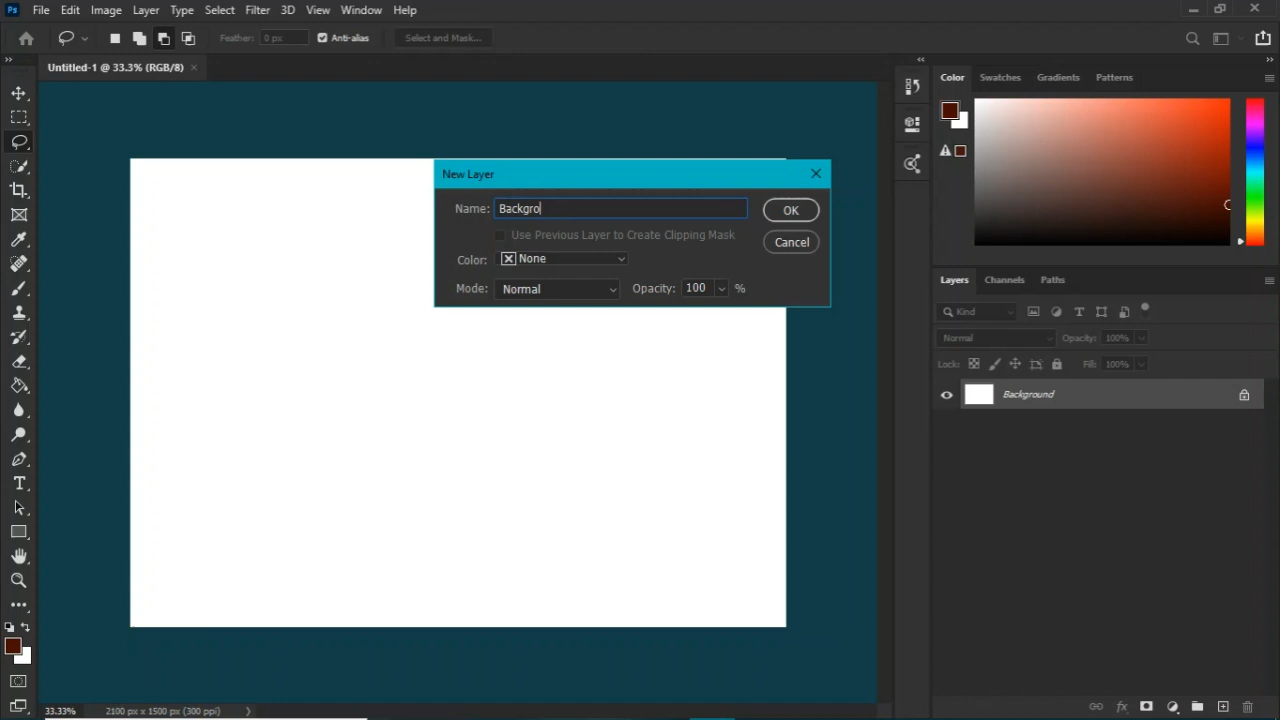 Ps File Edit Image Layer Type Select Filter 3D View Window Help
Feather: 0 px Anti-alias Select and Mask...
Untitled-1 @ 33.3% (RGB/8) ×
Color Swatches Gradients Patterns
New Layer
Name: Backgro OK
Use Previous Layer to Create Clipping Mask
Cancel
Color: None
Mode: Normal Opacity: 100 %
Layers Channels Paths
Kind
Normal Opacity: 100%
Lock: Fill: 100%
Background
fx
33.33% 2100 px x 1500 px (300 ppi)